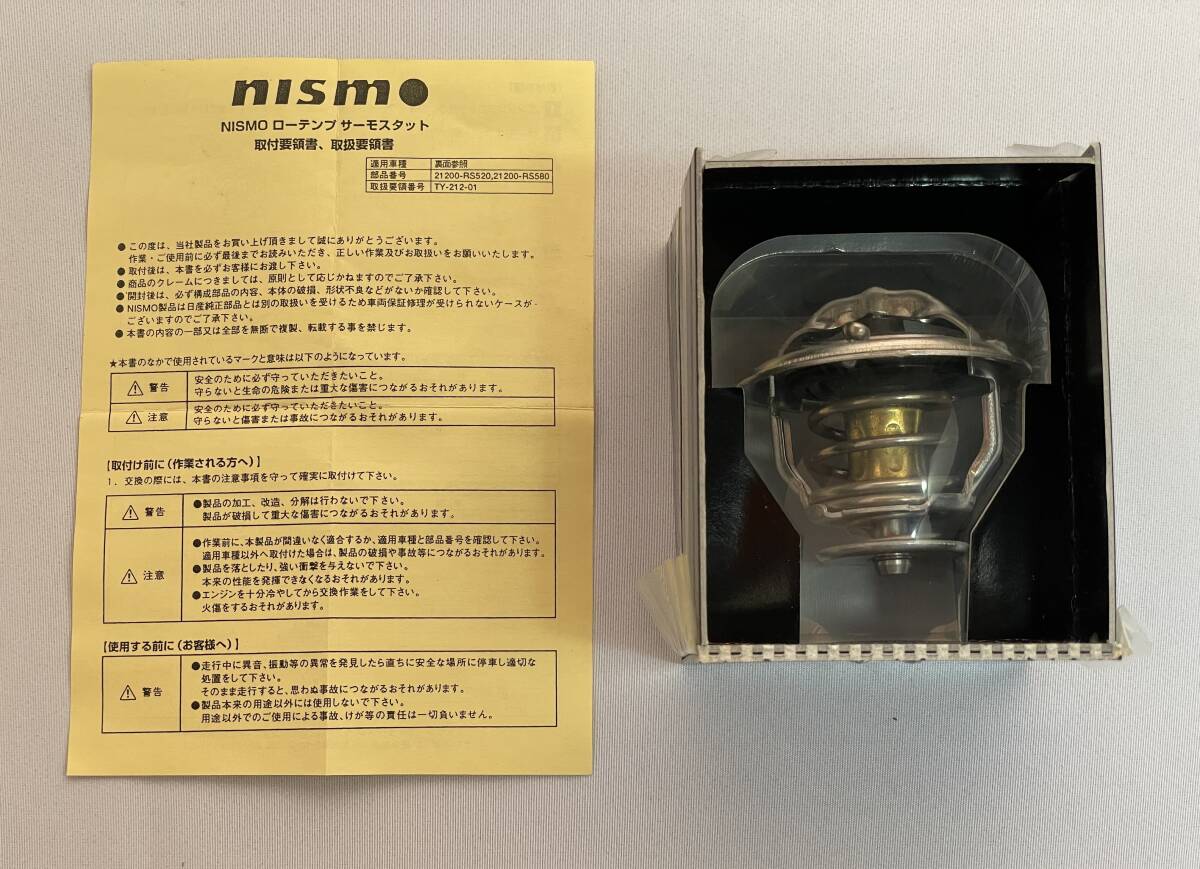 nismo
NISMO ローテンプ サーモスタット
取付要領書、取扱要領書
適用車種 裏面参照
部品番号 21200-RS520,21200-RS580
取扱要領番号 TY-212-01
●この度は、当社製品をお買い上げ頂きまして誠にありがとうございます。
作業・ご使用前に必ず最後までお読みいただき、正しい作業及びお取扱いをお願いいたします。
●取付後は、本書を必ずお客様にお渡し下さい。
●商品のクレームにつきましては、原則として応じかねますのでご了承下さい。
●開封後は、必ず構成部品の内容、本体の破損、形状不良などがないか確認して下さい。
●NISMO製品は日産純正部品とは別の取扱いを受けるため車両保証修理が受けられないケースが
ございますのでご了承下さい。
●本書の内容の一部又は全部を無断で複製、転載する事を禁じます。
★本書のなかで使用されているマークと意味は以下のようになっています。
⚠ 警告 安全のために必ず守っていただきたいこと。
守らないと生命の危険または重大な傷害につながるおそれがあります。
⚠ 注意 安全のために必ず守っていただきたいこと。
守らないと傷害または事故につながるおそれがあります。
【取付け前に(作業される方へ)】
1. 交換の際には、本書の注意事項を守って確実に取付けて下さい。
⚠ 警告 ●製品の加工、改造、分解は行わないで下さい。
製品が破損して重大な傷害につながるおそれがあります。
⚠ 注意 ●作業前に、本製品が間違いなく適合するか、適用車種と部品番号を確認して下さい。
適用車種以外へ取付けた場合は、製品の破損や事故等につながるおそれがあります。
●製品を落としたり、強い衝撃を与えないで下さい。
本来の性能を発揮できなくなるおそれがあります。
●エンジンを十分冷やしてから交換作業をして下さい。
火傷をするおそれがあります。
【使用する前に(お客様へ)】
⚠ 警告 ●走行中に異音、振動等の異常を発見したら直ちに安全な場所に停車し適切な
処置をして下さい。
そのまま走行すると、思わぬ事故につながるおそれがあります。
●製品本来の用途以外には使用しないで下さい。
用途以外でのご使用による事故、けが等の責任は一切負いません。